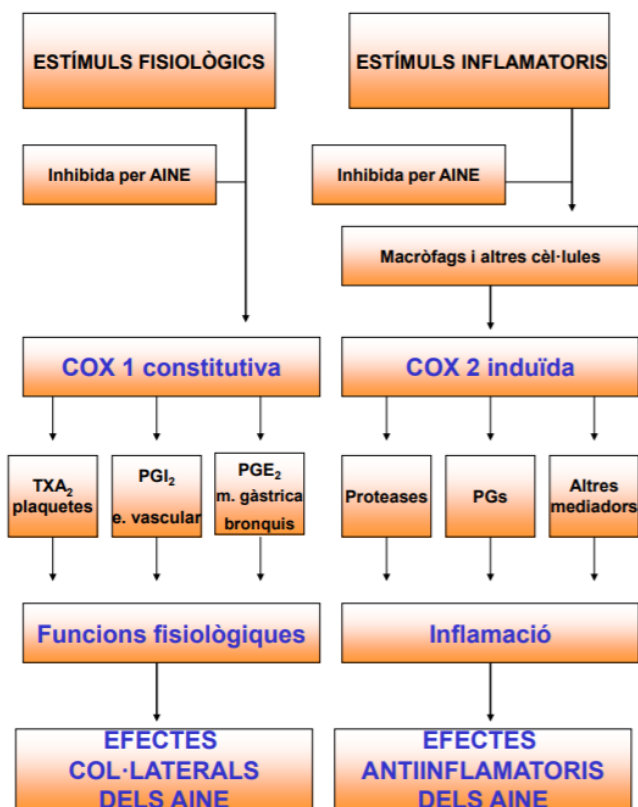 ESTÍMULS FISIOLÒGICS
ESTÍMULS INFLAMATORIS
Inhibida per AINE
Inhibida per AINE
Macròfags i altres cèl·lules
COX 1 constitutiva
COX 2 induïda
TXA₂
plaquetes
PGI₂
e. vascular
PGE₂
m. gàstrica
bronquis
Proteases
PGs
Altres
mediadors
Funcions fisiològiques
Inflamació
EFECTES
COL·LATERALS
DELS AINE
EFECTES
ANTIINFLAMATORIS
DELS AINE